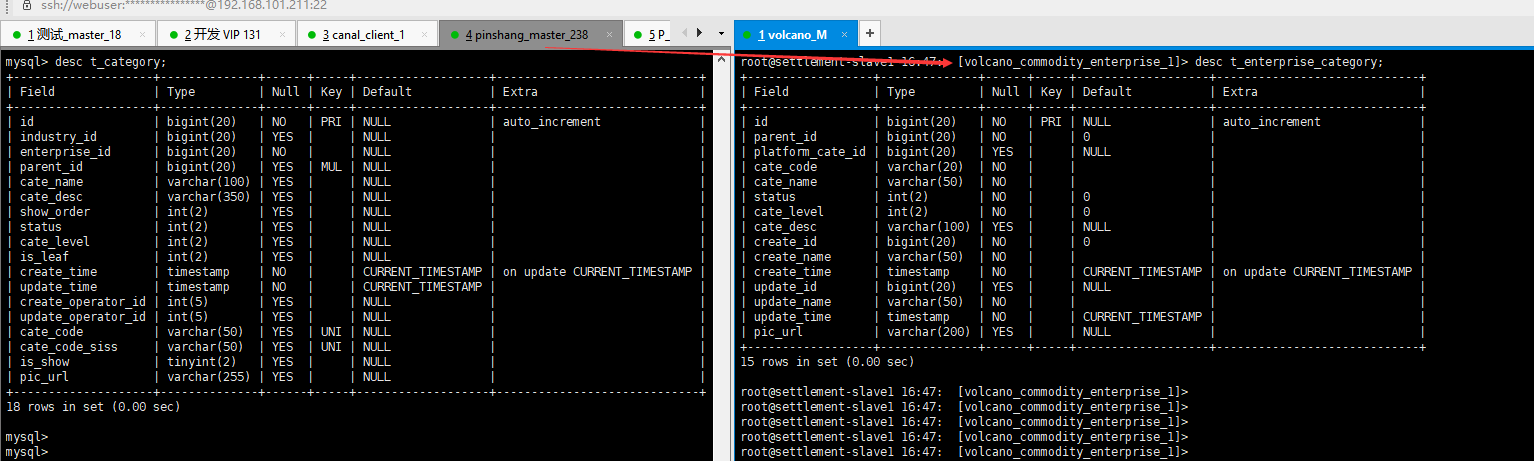 ssh://webuser:****************@192.168.101.211:22
1 测试_master_18 × 2 开发 VIP 131 × 3 canal_client_1 × 4 pinshang_master_238 × 5 P_
mysql> desc t_category;
+--------------------+--------------+------+-----+-------------------+-----------------------------+
| Field | Type | Null | Key | Default | Extra |
+--------------------+--------------+------+-----+-------------------+-----------------------------+
| id | bigint(20) | NO | PRI | NULL | auto_increment |
| industry_id | bigint(20) | YES | | NULL | |
| enterprise_id | bigint(20) | NO | | NULL | |
| parent_id | bigint(20) | YES | MUL | NULL | |
| cate_name | varchar(100) | YES | | NULL | |
| cate_desc | varchar(350) | YES | | NULL | |
| show_order | int(2) | YES | | NULL | |
| status | int(2) | YES | | NULL | |
| cate_level | int(2) | YES | | NULL | |
| is_leaf | int(2) | YES | | NULL | |
| create_time | timestamp | NO | | CURRENT_TIMESTAMP | on update CURRENT_TIMESTAMP |
| update_time | timestamp | NO | | CURRENT_TIMESTAMP | |
| create_operator_id | int(5) | YES | | NULL | |
| update_operator_id | int(5) | YES | | NULL | |
| cate_code | varchar(50) | YES | UNI | NULL | |
| cate_code_siss | varchar(50) | YES | UNI | NULL | |
| is_show | tinyint(2) | YES | | NULL | |
| pic_url | varchar(255) | YES | | NULL | |
+--------------------+--------------+------+-----+-------------------+-----------------------------+
18 rows in set (0.00 sec)
mysql>
mysql>
1 volcano_M × +
root@settlement-slave1 16:47: [volcano_commodity_enterprise_1]> desc t_enterprise_category;
+------------------+--------------+------+-----+-------------------+-----------------------------+
| Field | Type | Null | Key | Default | Extra |
+------------------+--------------+------+-----+-------------------+-----------------------------+
| id | bigint(20) | NO | PRI | NULL | auto_increment |
| parent_id | bigint(20) | NO | | 0 | |
| platform_cate_id | bigint(20) | YES | | NULL | |
| cate_code | varchar(20) | NO | | | |
| cate_name | varchar(50) | NO | | | |
| status | int(2) | NO | | 0 | |
| cate_level | int(2) | NO | | 0 | |
| cate_desc | varchar(100) | YES | | NULL | |
| create_id | bigint(20) | NO | | 0 | |
| create_name | varchar(50) | NO | | | |
| create_time | timestamp | NO | | CURRENT_TIMESTAMP | on update CURRENT_TIMESTAMP |
| update_id | bigint(20) | YES | | NULL | |
| update_name | varchar(50) | NO | | | |
| update_time | timestamp | NO | | CURRENT_TIMESTAMP | |
| pic_url | varchar(200) | YES | | NULL | |
+------------------+--------------+------+-----+-------------------+-----------------------------+
15 rows in set (0.00 sec)
root@settlement-slave1 16:47: [volcano_commodity_enterprise_1]>
root@settlement-slave1 16:47: [volcano_commodity_enterprise_1]>
root@settlement-slave1 16:47: [volcano_commodity_enterprise_1]>
root@settlement-slave1 16:47: [volcano_commodity_enterprise_1]>
root@settlement-slave1 16:47: [volcano_commodity_enterprise_1]>